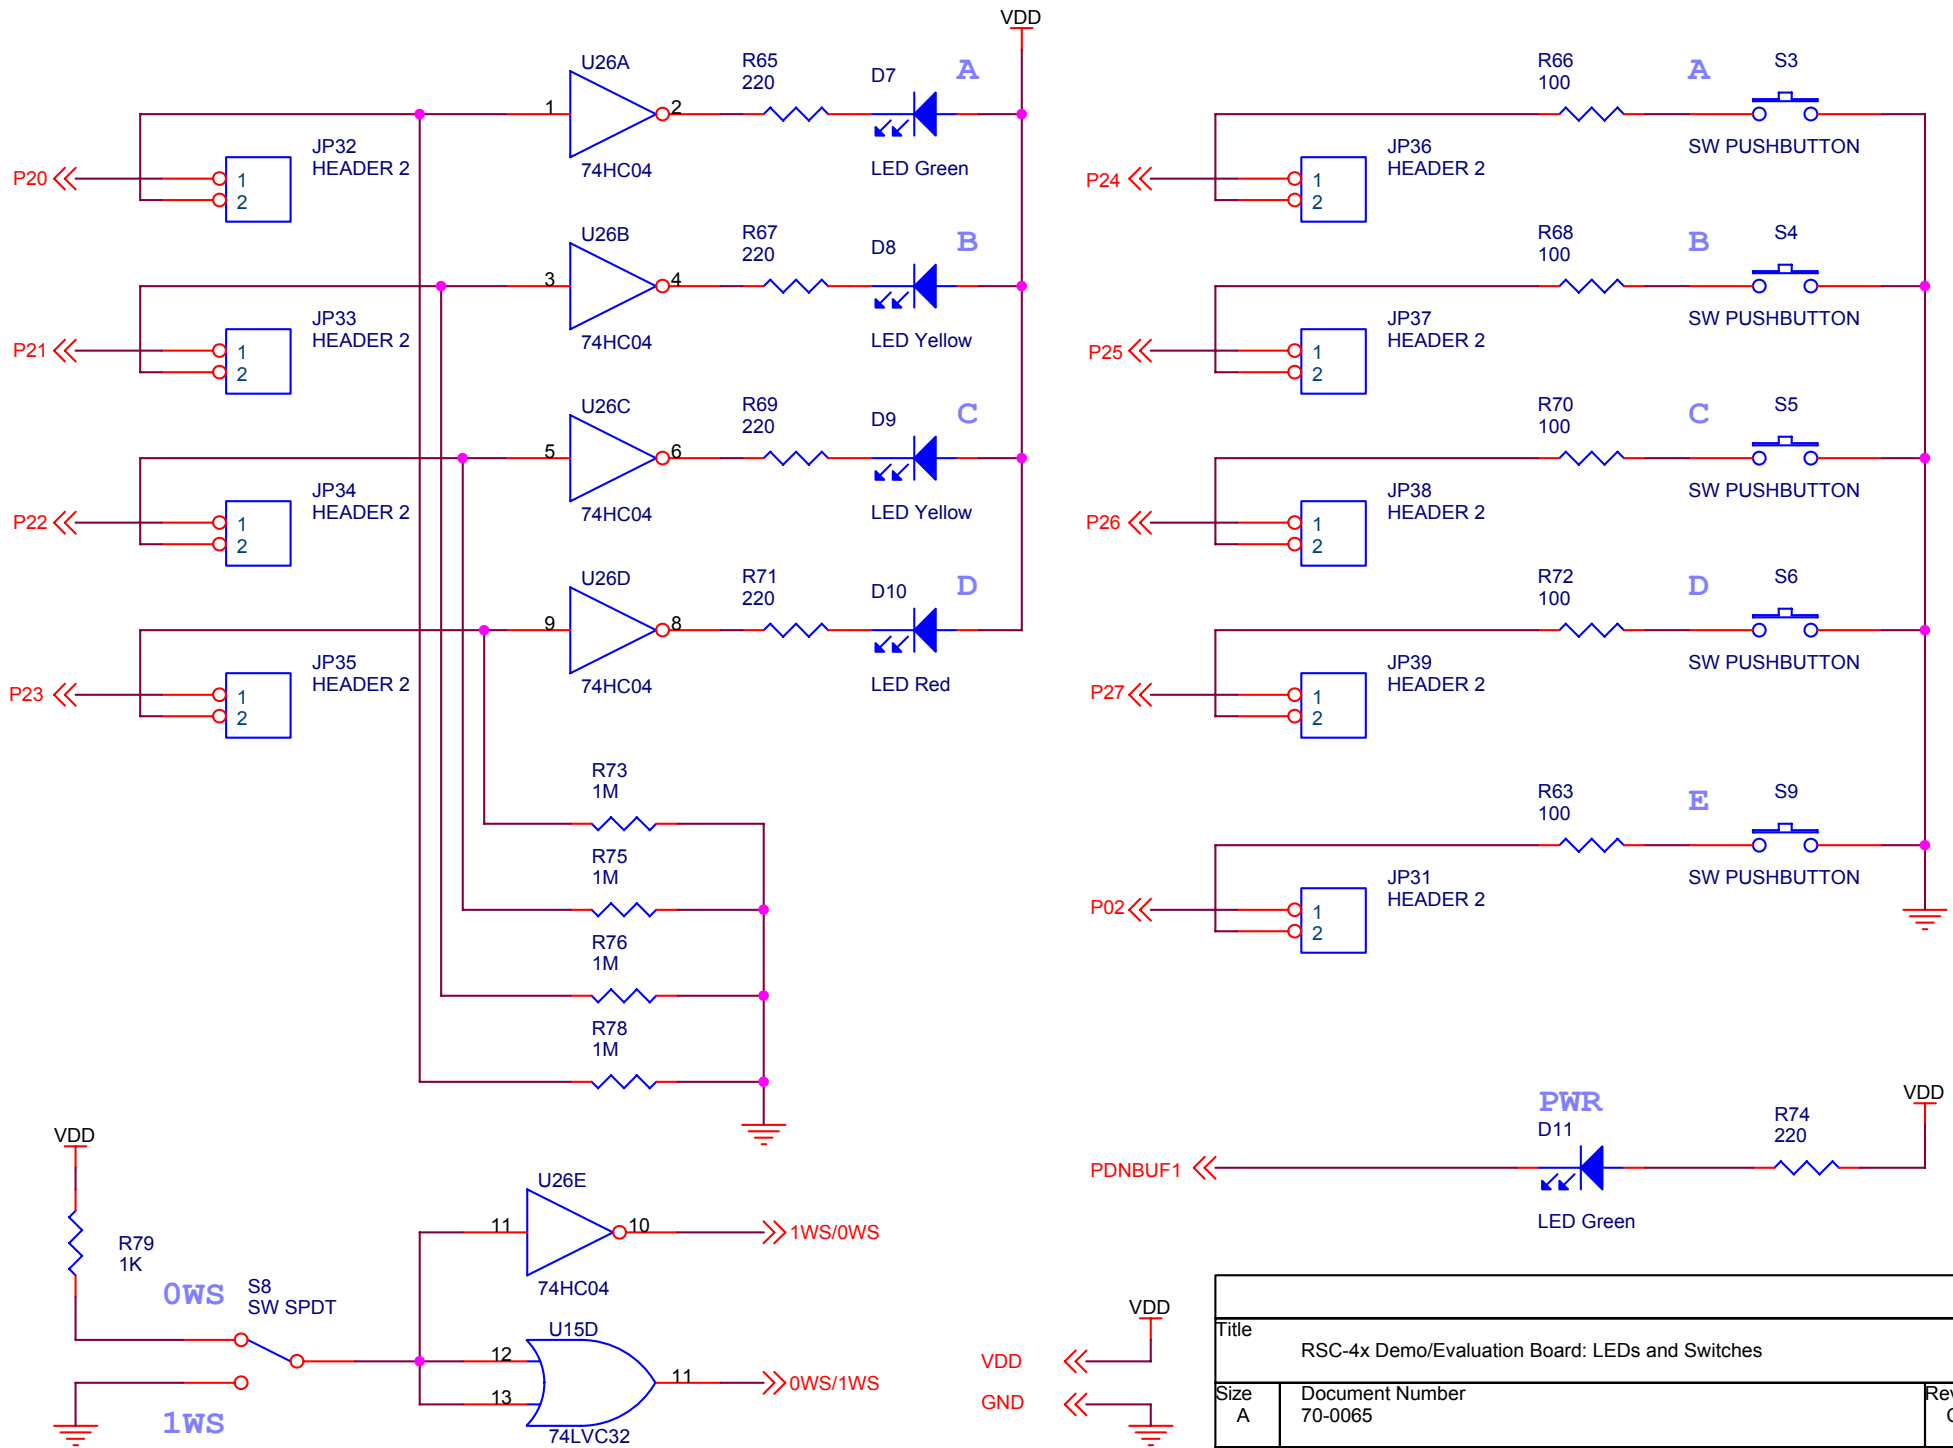 VDD
U26A
R65
220
D7
A
1
2
74HC04
LED Green
JP32
HEADER 2
P20
1
2
U26B
R67
220
D8
B
3
4
74HC04
LED Yellow
JP33
HEADER 2
P21
1
2
U26C
R69
220
D9
C
5
6
74HC04
LED Yellow
JP34
HEADER 2
P22
1
2
U26D
R71
220
D10
D
9
8
74HC04
LED Red
JP35
HEADER 2
P23
1
2
R73
1M
R75
1M
R76
1M
R78
1M
R66
100
A
S3
SW PUSHBUTTON
JP36
HEADER 2
P24
1
2
R68
100
B
S4
SW PUSHBUTTON
JP37
HEADER 2
P25
1
2
R70
100
C
S5
SW PUSHBUTTON
JP38
HEADER 2
P26
1
2
R72
100
D
S6
SW PUSHBUTTON
JP39
HEADER 2
P27
1
2
R63
100
E
S9
SW PUSHBUTTON
JP31
HEADER 2
P02
1
2
VDD
R79
1K
0WS
S8
SW SPDT
1WS
U26E
11
10
74HC04
1WS/0WS
U15D
12
13
11
74LVC32
0WS/1WS
PWR
D11
LED Green
PDNBUF1
R74
220
VDD
VDD
VDD
GND
Title
RSC-4x Demo/Evaluation Board: LEDs and Switches
Size
A
Document Number
70-0065